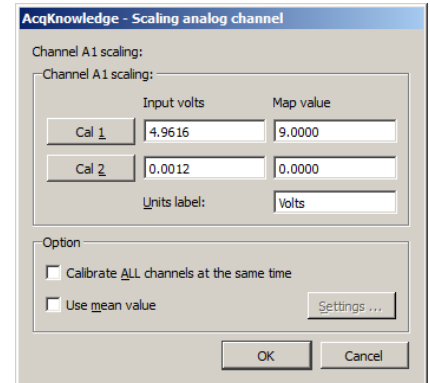 AcqKnowledge - Scaling analog channel
Channel A1 scaling:
Channel A1 scaling:
Input volts Map value
Cal 1 4.9616 9.0000
Cal 2 0.0012 0.0000
Units label: Volts
Option
Calibrate ALL channels at the same time
Use mean value Settings ...
OK Cancel